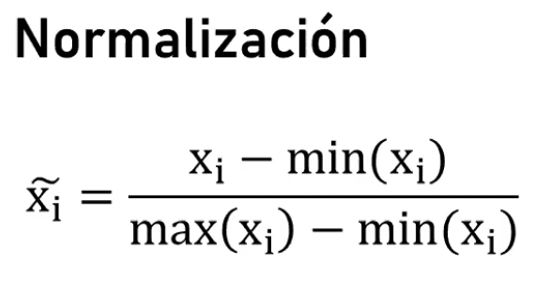 Normalización
x̃ᵢ = (xᵢ − min(xᵢ)) / (max(xᵢ) − min(xᵢ))